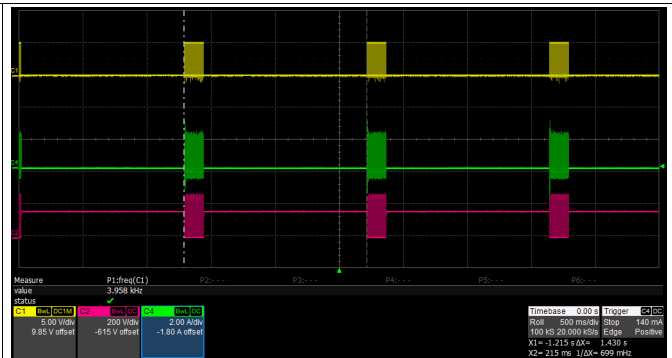 C1
C4
C2
Measure P1:freq(C1) P2:- - - P3:- - - P4:- - - P5:- - - P6:- - -
value 3.958 kHz
status ✓
C1 BwL DC1M C2 BwL DC C4 BwL DC Timebase 0.00 s Trigger C4 DC
5.00 V/div 200 V/div 2.00 A/div Roll 500 ms/div Stop 140 mA
9.85 V offset -615 V offset -1.80 A offset 100 kS 20.000 kS/s Edge Positive
X1= -1.215 s ΔX= 1.430 s
X2= 215 ms 1/ΔX= 699 mHz